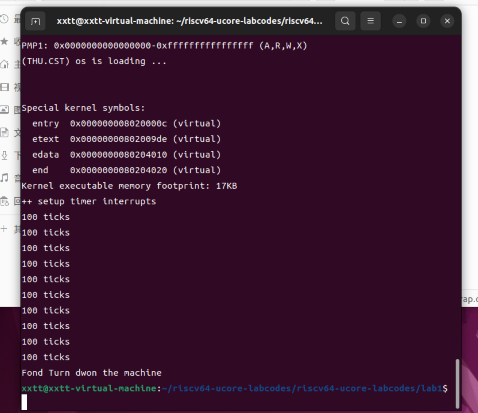 xxtt@xxtt-virtual-machine: ~/riscv64-ucore-labcodes/riscv64...
PMP1: 0x0000000000000000-0xffffffffffffffff (A,R,W,X)
(THU.CST) os is loading ...
Special kernel symbols:
entry 0x000000008020000c (virtual)
etext 0x00000000802009de (virtual)
edata 0x0000000080204010 (virtual)
end 0x0000000080204020 (virtual)
Kernel executable memory footprint: 17KB
++ setup timer interrupts
100 ticks
100 ticks
100 ticks
100 ticks
100 ticks
100 ticks
100 ticks
100 ticks
100 ticks
100 ticks
Fond Turn dwon the machine
xxtt@xxtt-virtual-machine:~/riscv64-ucore-labcodes/riscv64-ucore-labcodes/lab1$